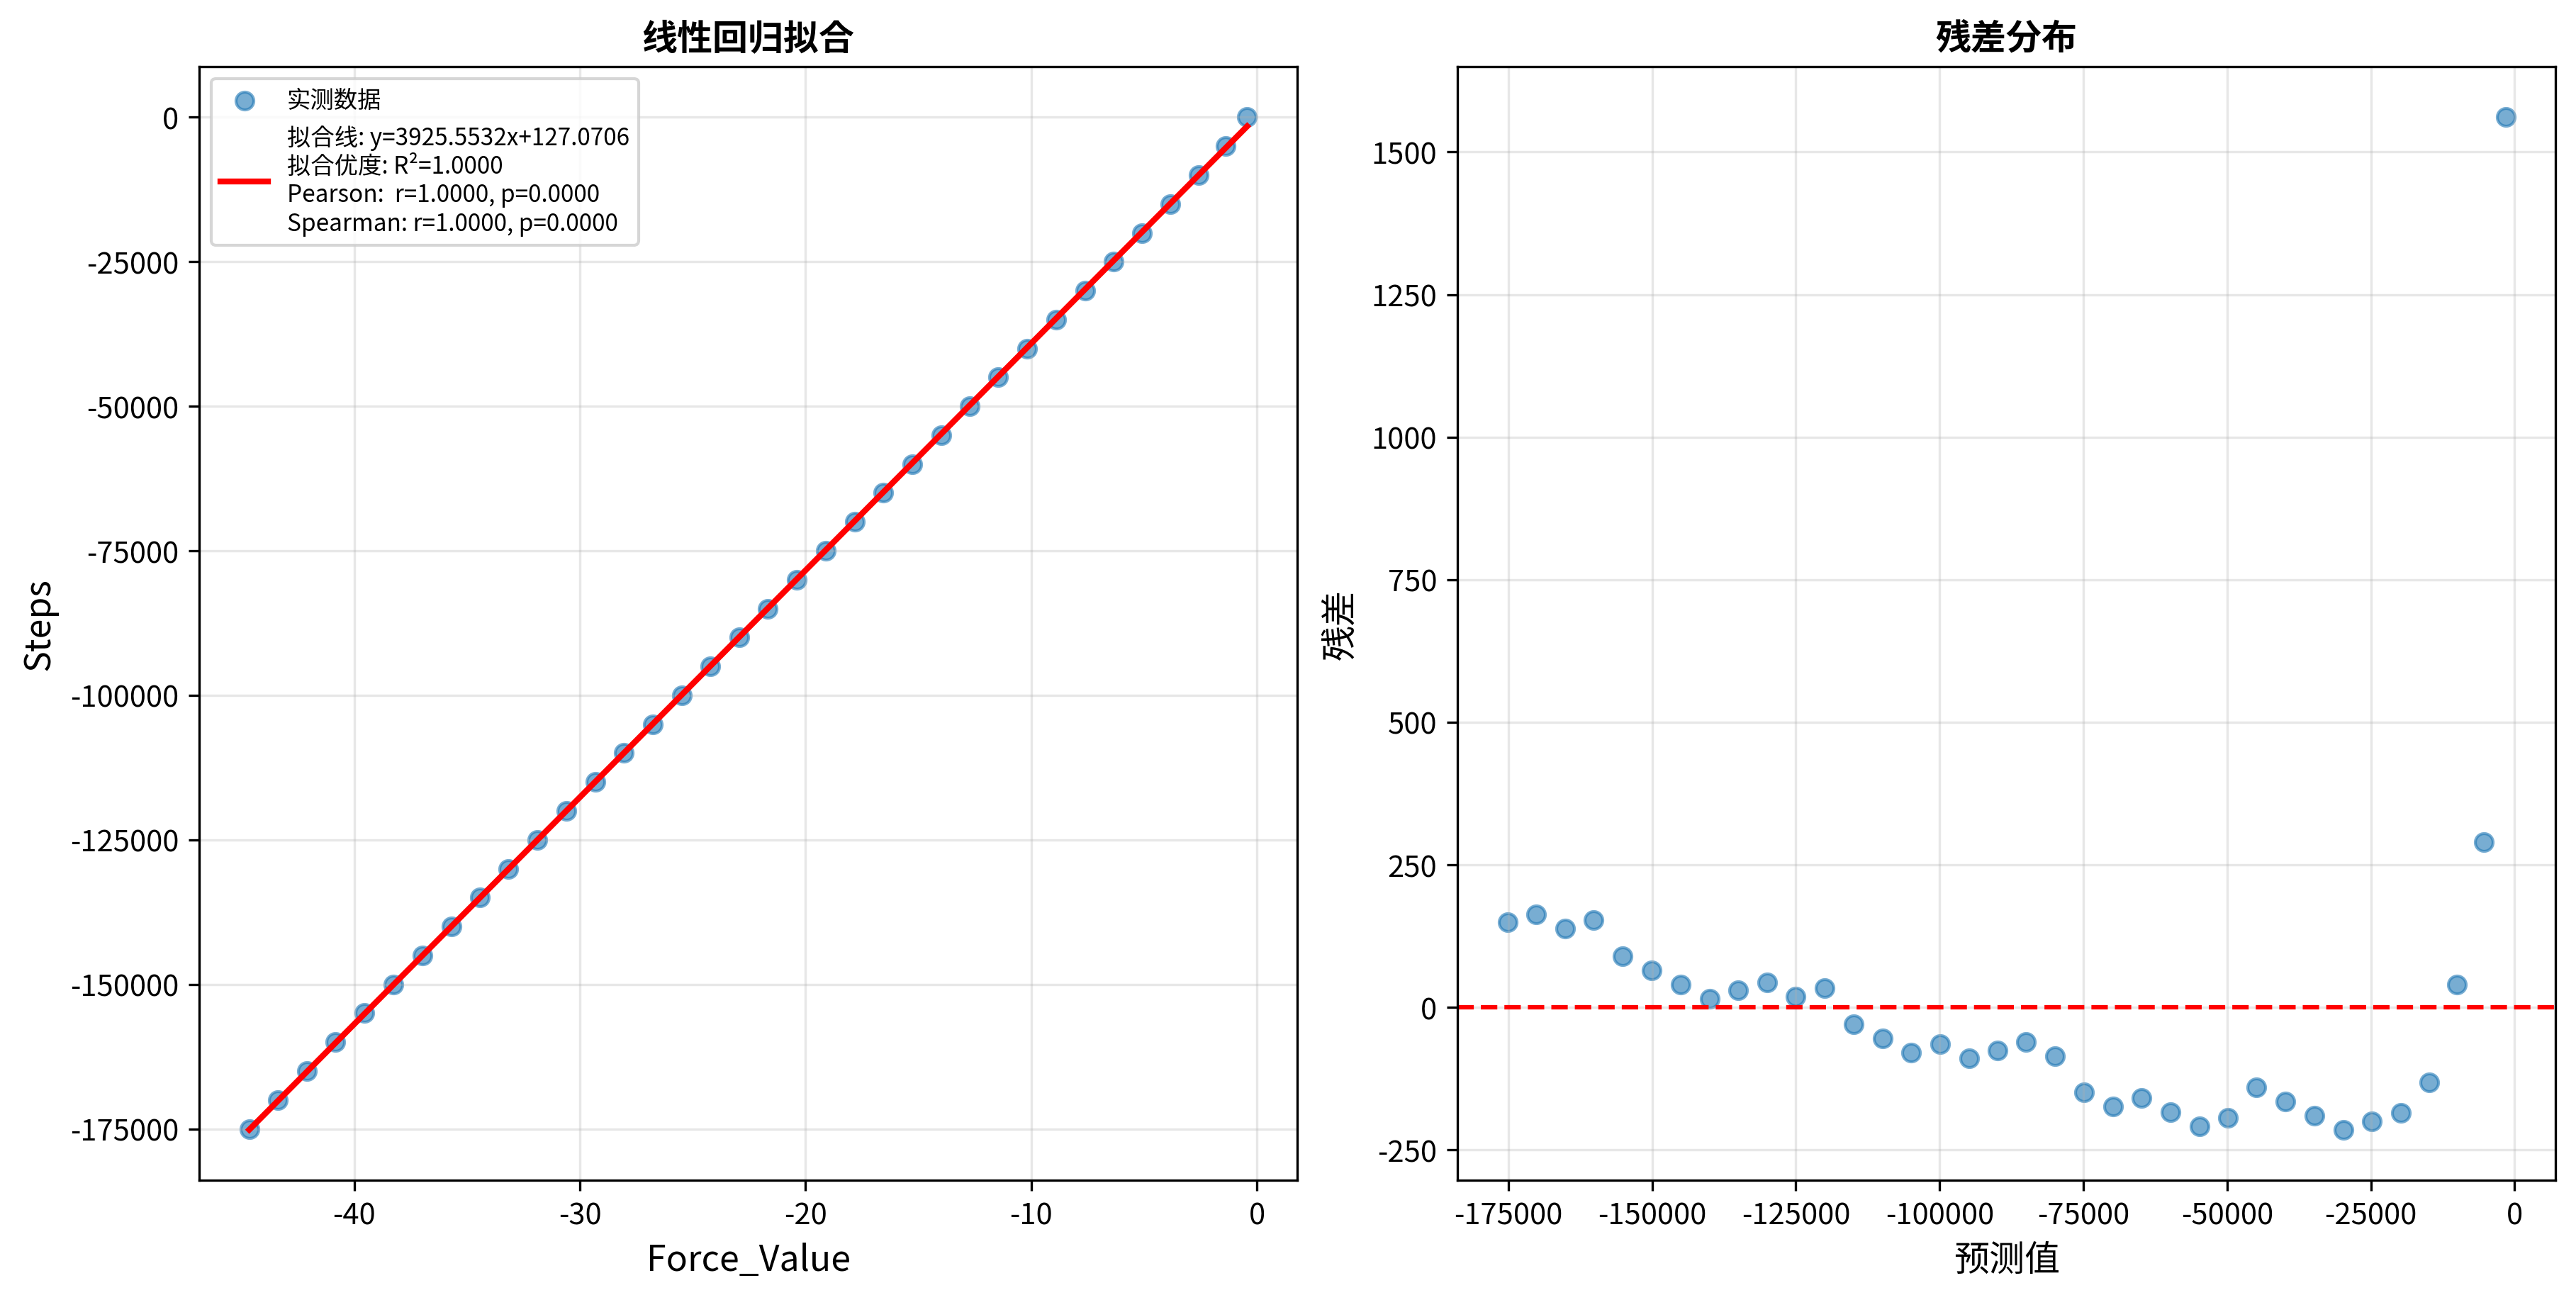 线性回归拟合
实测数据
拟合线: y=3925.5532x+127.0706
拟合优度: R²=1.0000
Pearson:  r=1.0000, p=0.0000
Spearman: r=1.0000, p=0.0000
0
-25000
-50000
-75000
-100000
-125000
-150000
-175000
Steps
-40 -30 -20 -10 0
Force_Value
残差分布
1500
1250
1000
750
500
250
0
-250
残差
-175000 -150000 -125000 -100000 -75000 -50000 -25000 0
预测值